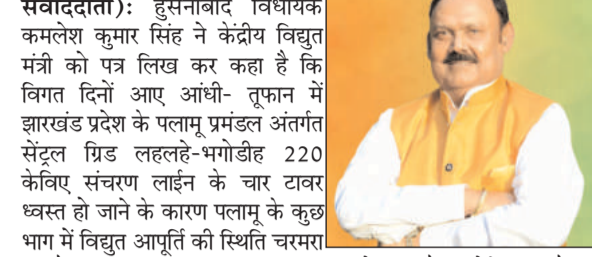 संवाददाता): हुसैनाबाद विधायक
कमलेश कुमार सिंह ने केंद्रीय विद्युत
मंत्री को पत्र लिख कर कहा है कि
विगत दिनों आए आंधी- तूफान में
झारखंड प्रदेश के पलामू प्रमंडल अंतर्गत
सेंट्रल ग्रिड लहलहे-भगोडीह 220
केविए संचरण लाईन के चार टावर
ध्वस्त हो जाने के कारण पलामू के कुछ
भाग में विद्युत आपूर्ति की स्थिति चरमरा